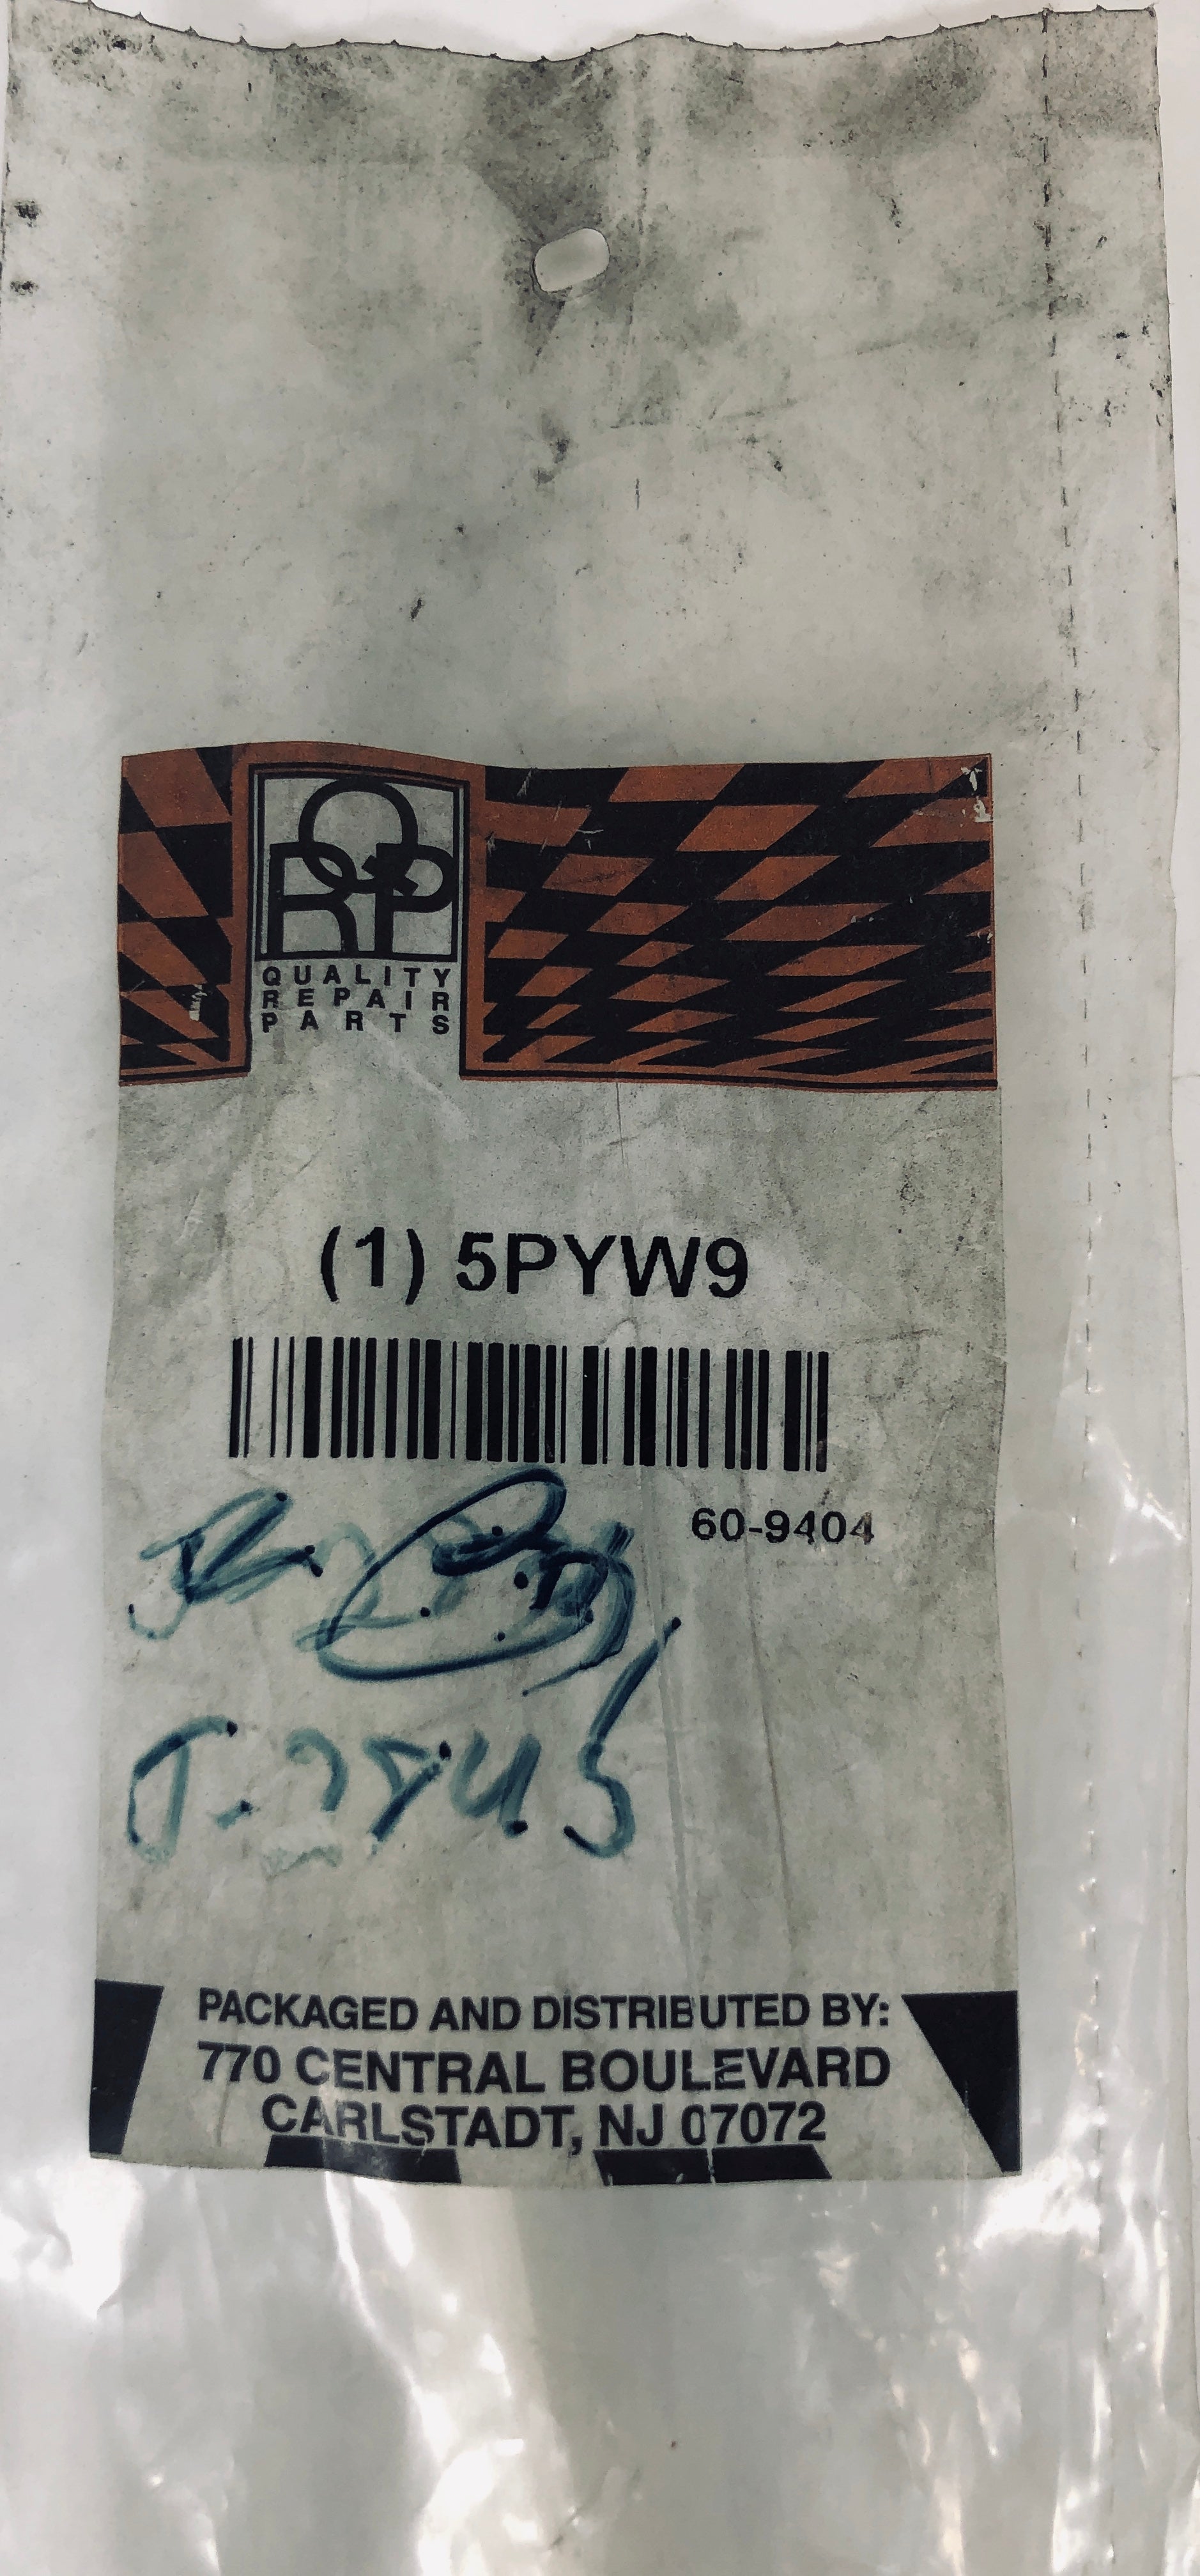 QRP
QUALITY
REPAIR
PARTS
(1) 5PYW9
60-9404
PACKAGED AND DISTRIBUTED BY:
770 CENTRAL BOULEVARD
CARLSTADT, NJ 07072